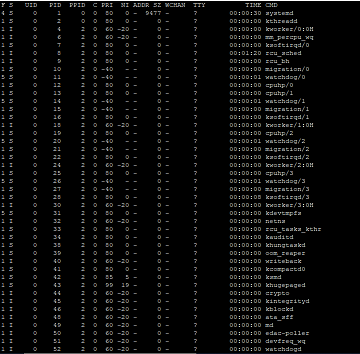 F S UID PID PPID C PRI NI ADDR SZ WCHAN TTY TIME CMD
4 S 0 1 0 0 80 0 - 9477 - ? 00:00:30 systemd
1 S 0 2 0 0 80 0 - 0 - ? 00:00:00 kthreadd
1 I 0 4 2 0 60 -20 - 0 - ? 00:00:00 kworker/0:0H
1 I 0 6 2 0 60 -20 - 0 - ? 00:00:00 mm_percpu_wq
1 S 0 7 2 0 80 0 - 0 - ? 00:00:00 ksoftirqd/0
1 I 0 8 2 0 80 0 - 0 - ? 00:01:20 rcu_sched
1 I 0 9 2 0 80 0 - 0 - ? 00:00:00 rcu_bh
1 S 0 10 2 0 -40 - - 0 - ? 00:00:00 migration/0
5 S 0 11 2 0 -40 - - 0 - ? 00:00:01 watchdog/0
1 S 0 12 2 0 80 0 - 0 - ? 00:00:00 cpuhp/0
1 S 0 13 2 0 80 0 - 0 - ? 00:00:00 cpuhp/1
5 S 0 14 2 0 -40 - - 0 - ? 00:00:01 watchdog/1
1 S 0 15 2 0 -40 - - 0 - ? 00:00:00 migration/1
1 S 0 16 2 0 80 0 - 0 - ? 00:00:00 ksoftirqd/1
1 I 0 18 2 0 60 -20 - 0 - ? 00:00:00 kworker/1:0H
1 S 0 19 2 0 80 0 - 0 - ? 00:00:00 cpuhp/2
5 S 0 20 2 0 -40 - - 0 - ? 00:00:01 watchdog/2
1 S 0 21 2 0 -40 - - 0 - ? 00:00:00 migration/2
1 S 0 22 2 0 80 0 - 0 - ? 00:00:00 ksoftirqd/2
1 I 0 24 2 0 60 -20 - 0 - ? 00:00:00 kworker/2:0H
1 S 0 25 2 0 80 0 - 0 - ? 00:00:00 cpuhp/3
5 S 0 26 2 0 -40 - - 0 - ? 00:00:01 watchdog/3
1 S 0 27 2 0 -40 - - 0 - ? 00:00:00 migration/3
1 S 0 28 2 0 80 0 - 0 - ? 00:00:00 ksoftirqd/3
1 I 0 30 2 0 60 -20 - 0 - ? 00:00:00 kworker/3:0H
5 S 0 31 2 0 80 0 - 0 - ? 00:00:00 kdevtmpfs
1 I 0 32 2 0 60 -20 - 0 - ? 00:00:00 netns
1 S 0 33 2 0 80 0 - 0 - ? 00:00:00 rcu_tasks_kthr
1 S 0 34 2 0 80 0 - 0 - ? 00:00:00 kauditd
1 S 0 38 2 0 80 0 - 0 - ? 00:00:00 khungtaskd
1 S 0 39 2 0 80 0 - 0 - ? 00:00:00 oom_reaper
1 I 0 40 2 0 60 -20 - 0 - ? 00:00:00 writeback
1 S 0 41 2 0 80 0 - 0 - ? 00:00:00 kcompactd0
1 S 0 42 2 0 85 5 - 0 - ? 00:00:00 ksmd
1 S 0 43 2 0 99 19 - 0 - ? 00:00:00 khugepaged
1 I 0 44 2 0 60 -20 - 0 - ? 00:00:00 crypto
1 I 0 45 2 0 60 -20 - 0 - ? 00:00:00 kintegrityd
1 I 0 46 2 0 60 -20 - 0 - ? 00:00:00 kblockd
1 I 0 48 2 0 60 -20 - 0 - ? 00:00:00 ata_sff
1 I 0 49 2 0 60 -20 - 0 - ? 00:00:00 md
1 I 0 50 2 0 60 -20 - 0 - ? 00:00:00 edac-poller
1 I 0 51 2 0 60 -20 - 0 - ? 00:00:00 devfreq_wq
1 I 0 52 2 0 60 -20 - 0 - ? 00:00:00 watchdogd